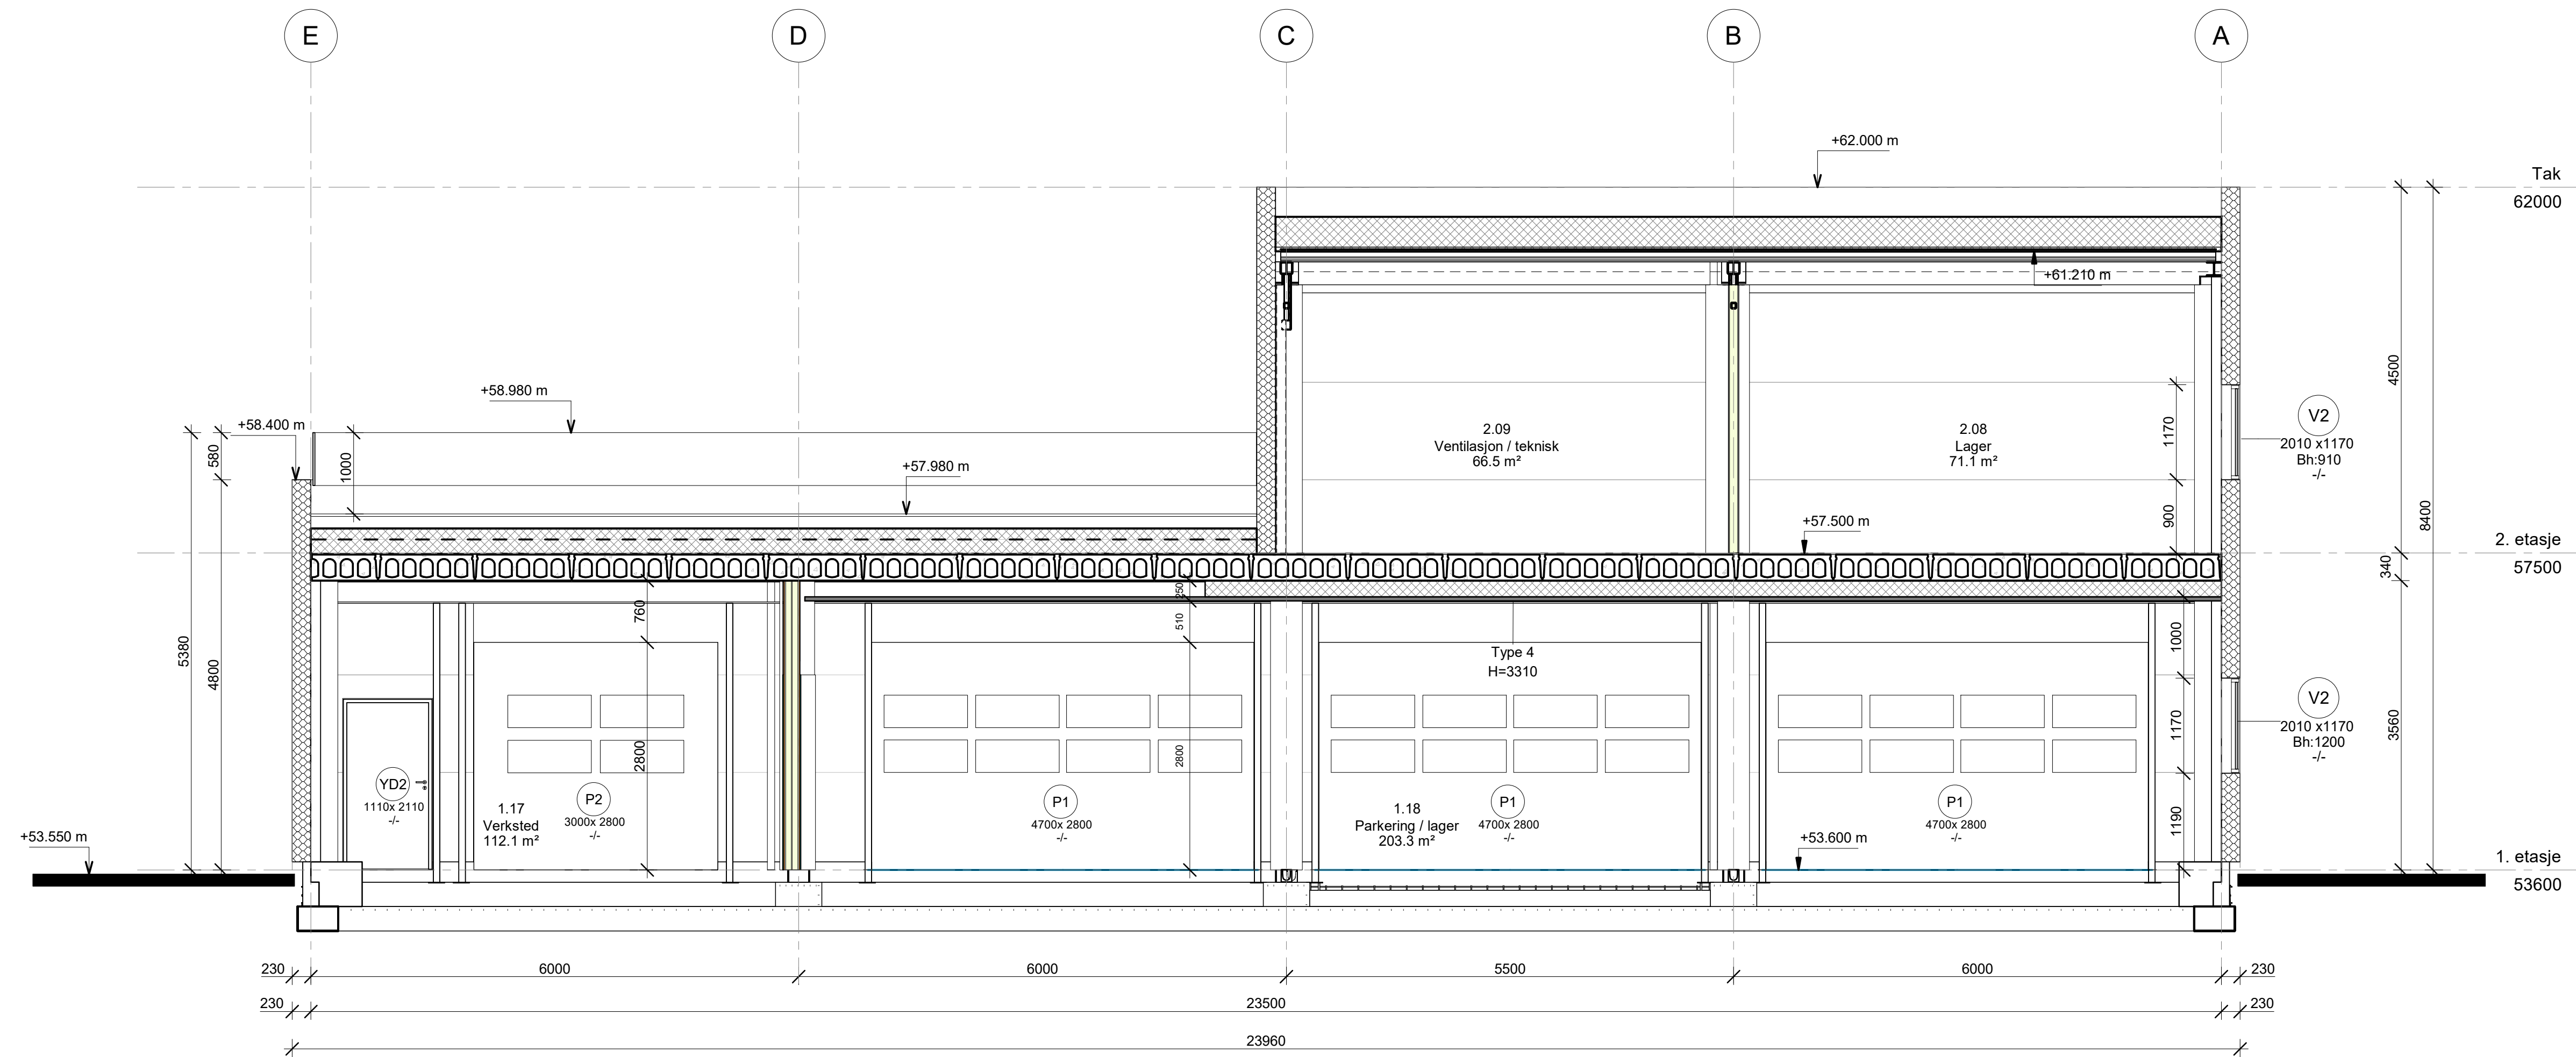 E
D
C
B
A
+62.000 m
Tak
62000
+61.210 m
+58.980 m
+58.400 m
580
1000
+57.980 m
2.09
Ventilasjon / teknisk
66.5 m²
2.08
Lager
71.1 m²
1170
900
V2
2010 x1170
Bh:910
-/-
4500
8400
+57.500 m
2. etasje
57500
340
760
250
510
5380
4800
Type 4
H=3310
1000
1170
1190
V2
2010 x1170
Bh:1200
-/-
3560
2800
2800
YD2
1110x 2110
-/-
1.17
Verksted
112.1 m²
P2
3000x 2800
-/-
P1
4700x 2800
-/-
1.18
Parkering / lager
203.3 m²
P1
4700x 2800
-/-
P1
4700x 2800
-/-
+53.550 m
+53.600 m
1. etasje
53600
230
6000
6000
5500
6000
230
230
23500
230
23960